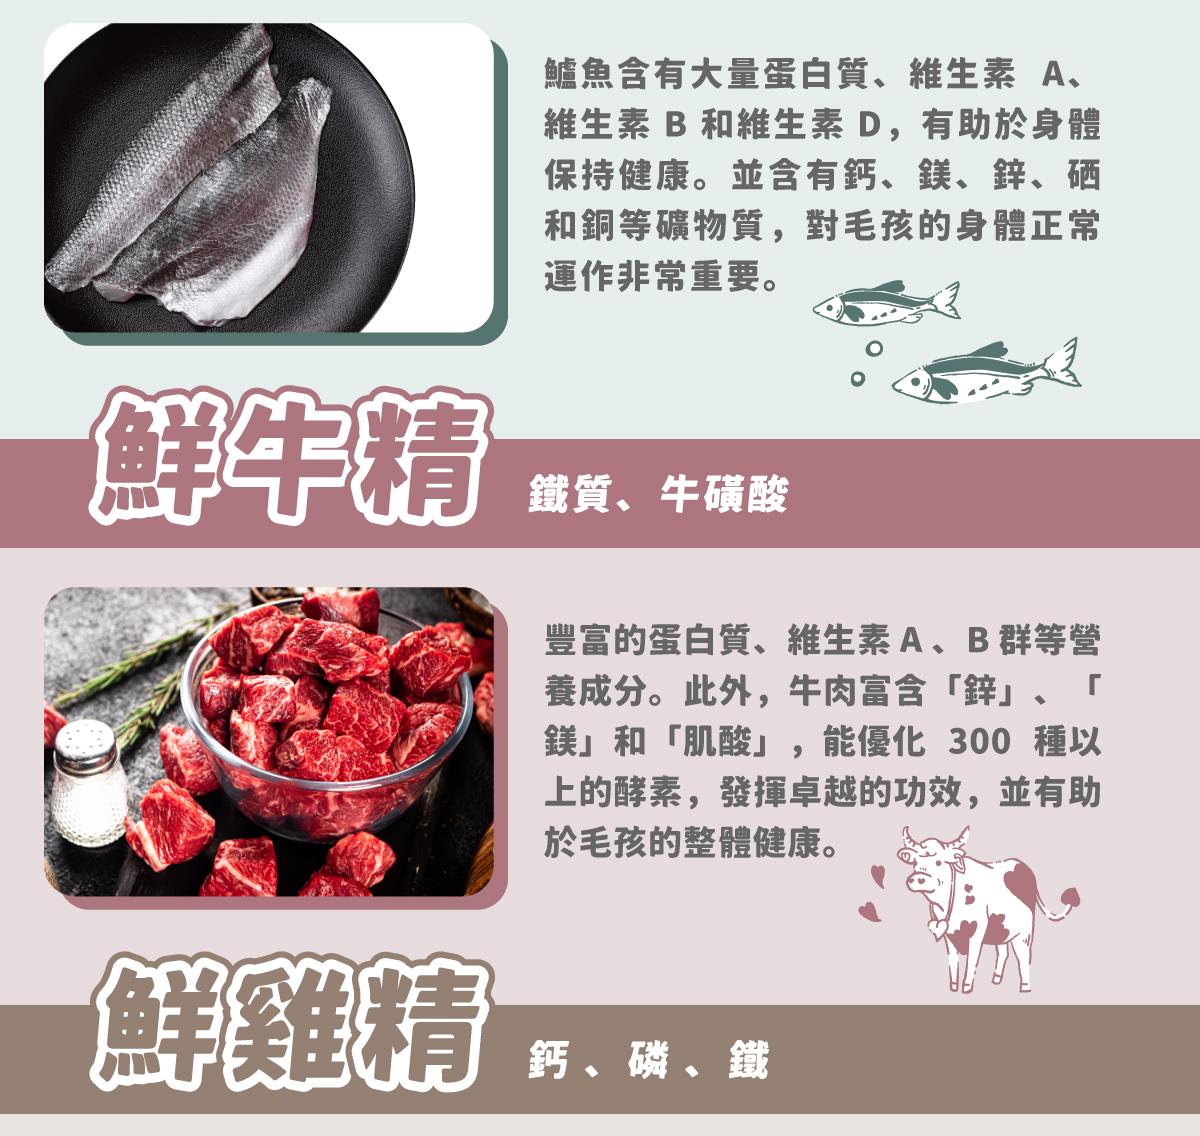 鱸魚含有大量蛋白質、維生素 A、
維生素 B 和維生素 D，有助於身體
保持健康。並含有鈣、鎂、鋅、硒
和銅等礦物質，對毛孩的身體正常
運作非常重要。
鮮牛精
鐵質、牛磺酸
豐富的蛋白質、維生素 A 、B 群等營
養成分。此外，牛肉富含「鋅」、「
鎂」和「肌酸」，能優化 300 種以
上的酵素，發揮卓越的功效，並有助
於毛孩的整體健康。
鮮雞精
鈣 、磷 、鐵